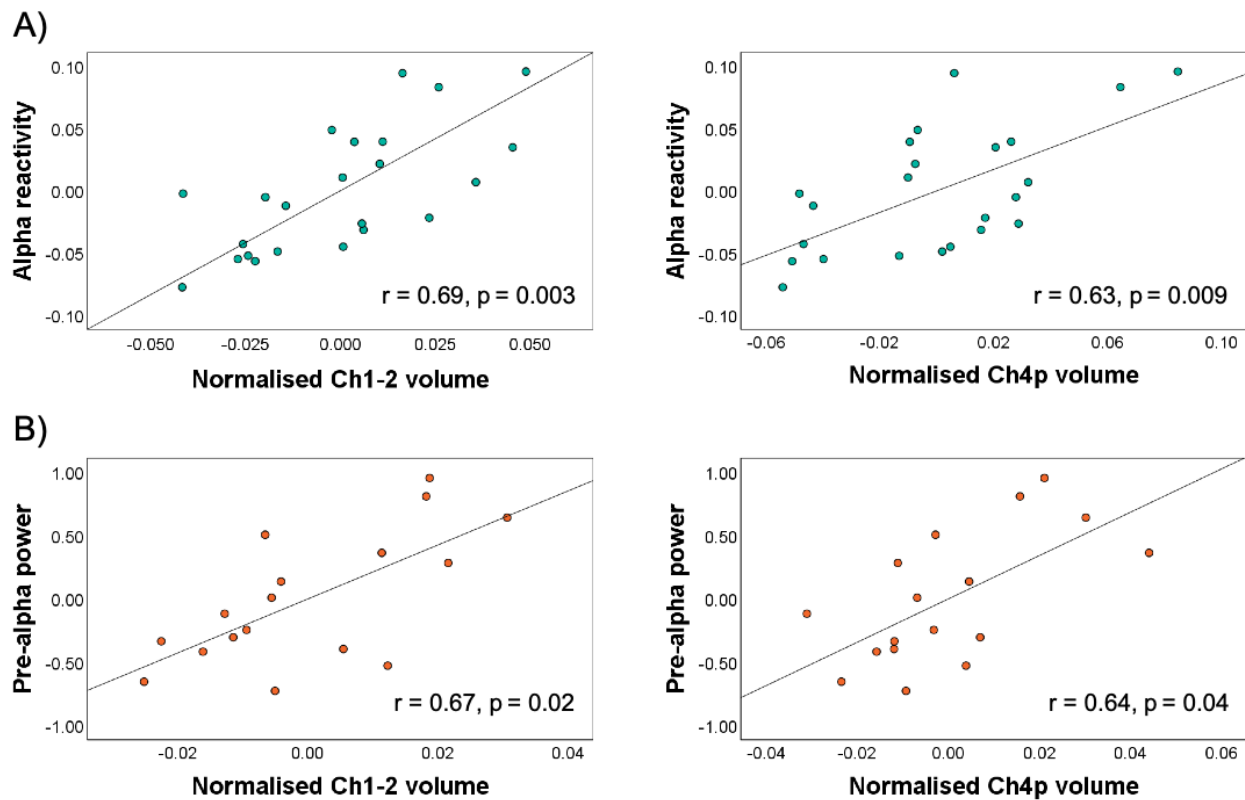 A)
Alpha reactivity
0.10
0.05
0.00
-0.05
-0.10
r = 0.69, p = 0.003
-0.050 -0.025 0.000 0.025 0.050
Normalised Ch1-2 volume
Alpha reactivity
0.10
0.05
0.00
-0.05
-0.10
r = 0.63, p = 0.009
-0.06 -0.02 0.02 0.06 0.10
Normalised Ch4p volume
B)
Pre-alpha power
1.00
0.50
0.00
-0.50
-1.00
r = 0.67, p = 0.02
-0.02 0.00 0.02 0.04
Normalised Ch1-2 volume
Pre-alpha power
1.00
0.50
0.00
-0.50
-1.00
r = 0.64, p = 0.04
-0.04 -0.02 0.00 0.02 0.04 0.06
Normalised Ch4p volume